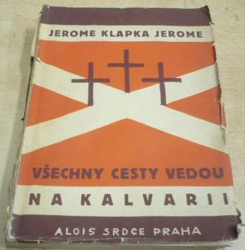 JEROME KLAPKA JEROME
VŠECHNY CESTY VEDOU
NA KALVARII
ALOIS SRDCE PRAHA